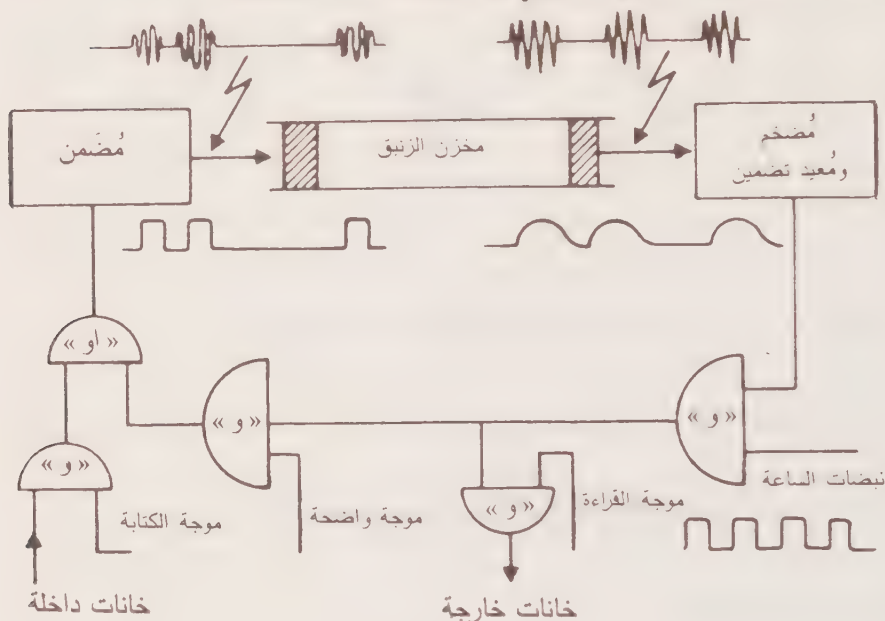 مُضَمن
مخزن الزئبق
مُضخم
ومُعيد تضمين
« او »
« و »
« و »
« و »
« و »
نبضات الساعة
موجة القراءة
موجة واضحة
موجة الكتابة
خانات خارجة
خانات داخلة